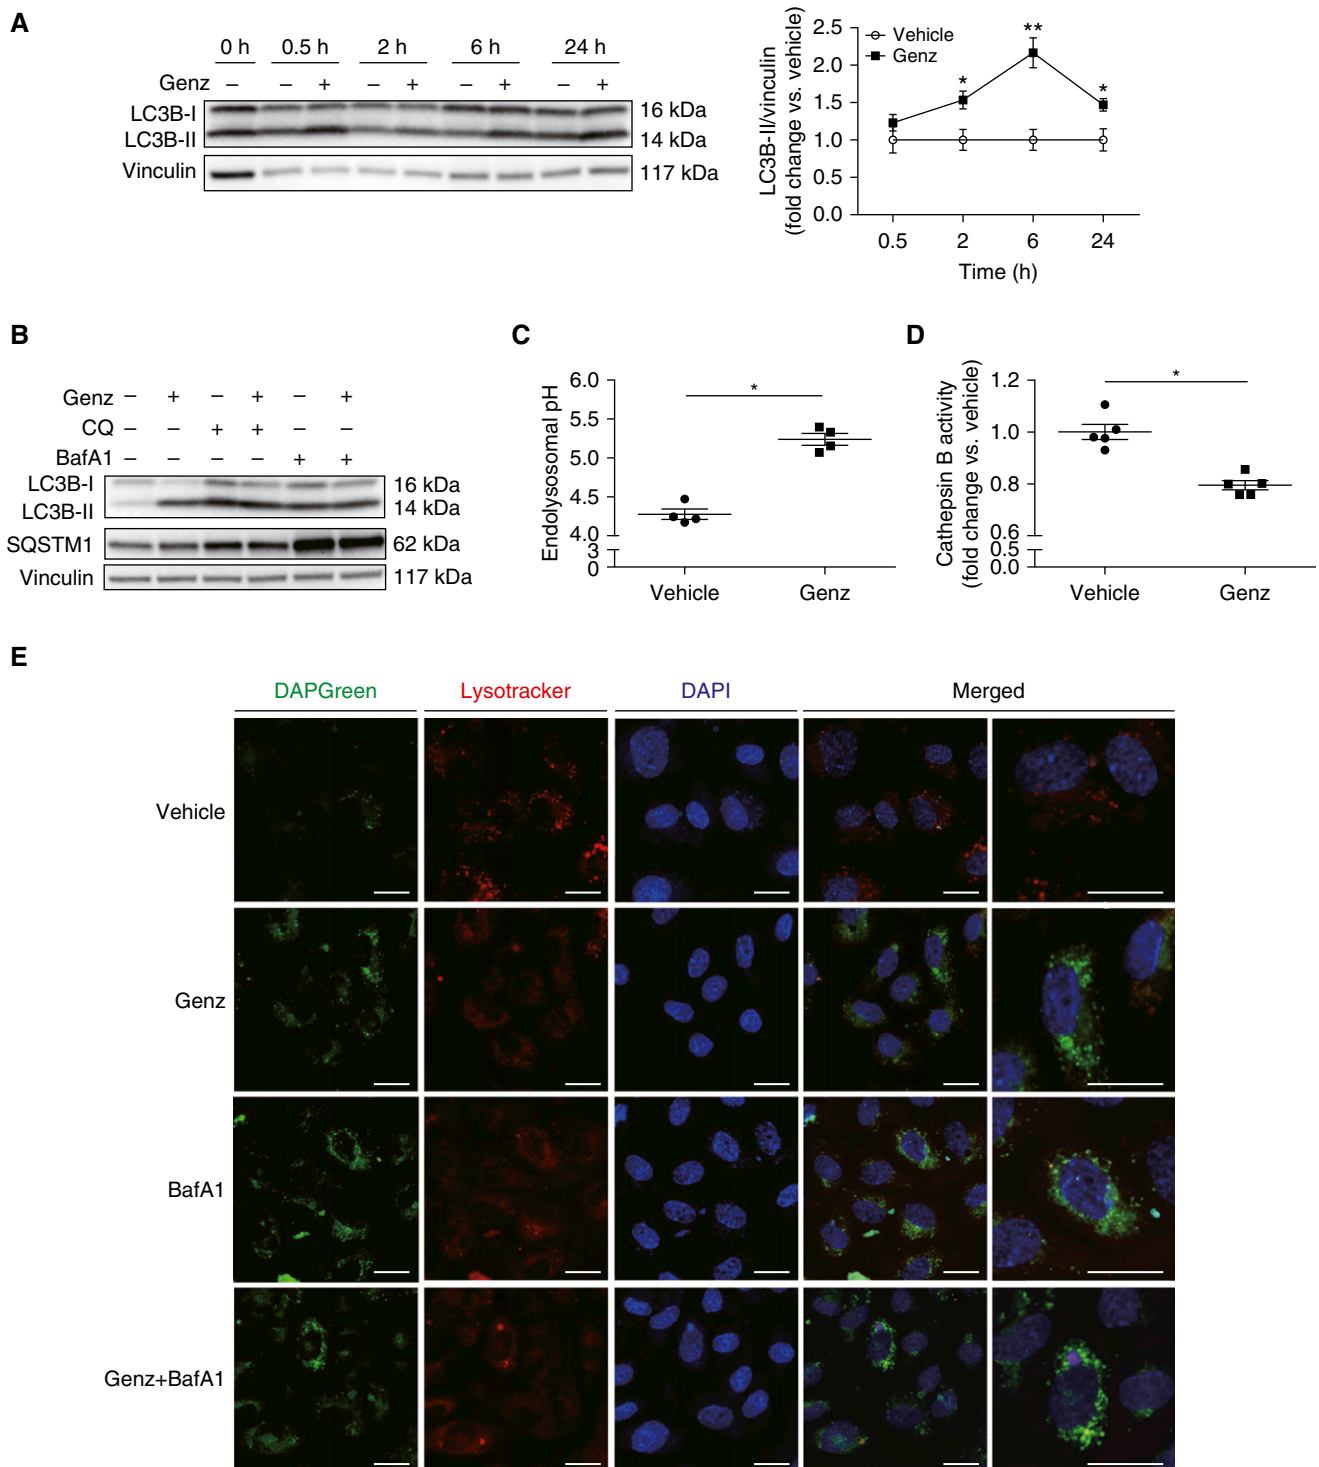 A
0 h 0.5 h 2 h 6 h 24 h
Genz – – + – + – + – +
LC3B-I 16 kDa
LC3B-II 14 kDa
Vinculin 117 kDa
LC3B-II/vinculin
(fold change vs. vehicle)
2.5
2.0
1.5
1.0
0.5
0.0
Vehicle
Genz
* ** *
0.5 2 6 24
Time (h)
B
Genz – + – + – +
CQ – – + + – –
BafA1 – – – – + +
LC3B-I 16 kDa
LC3B-II 14 kDa
SQSTM1 62 kDa
Vinculin 117 kDa
C
Endolysosomal pH
6.0
5.5
5.0
4.5
4.0
3
0
*
Vehicle Genz
D
Cathepsin B activity
(fold change vs. vehicle)
1.2
1.0
0.8
0.6
0.5
0.0
*
Vehicle Genz
E
DAPGreen Lysotracker DAPI Merged
Vehicle
Genz
BafA1
Genz+BafA1